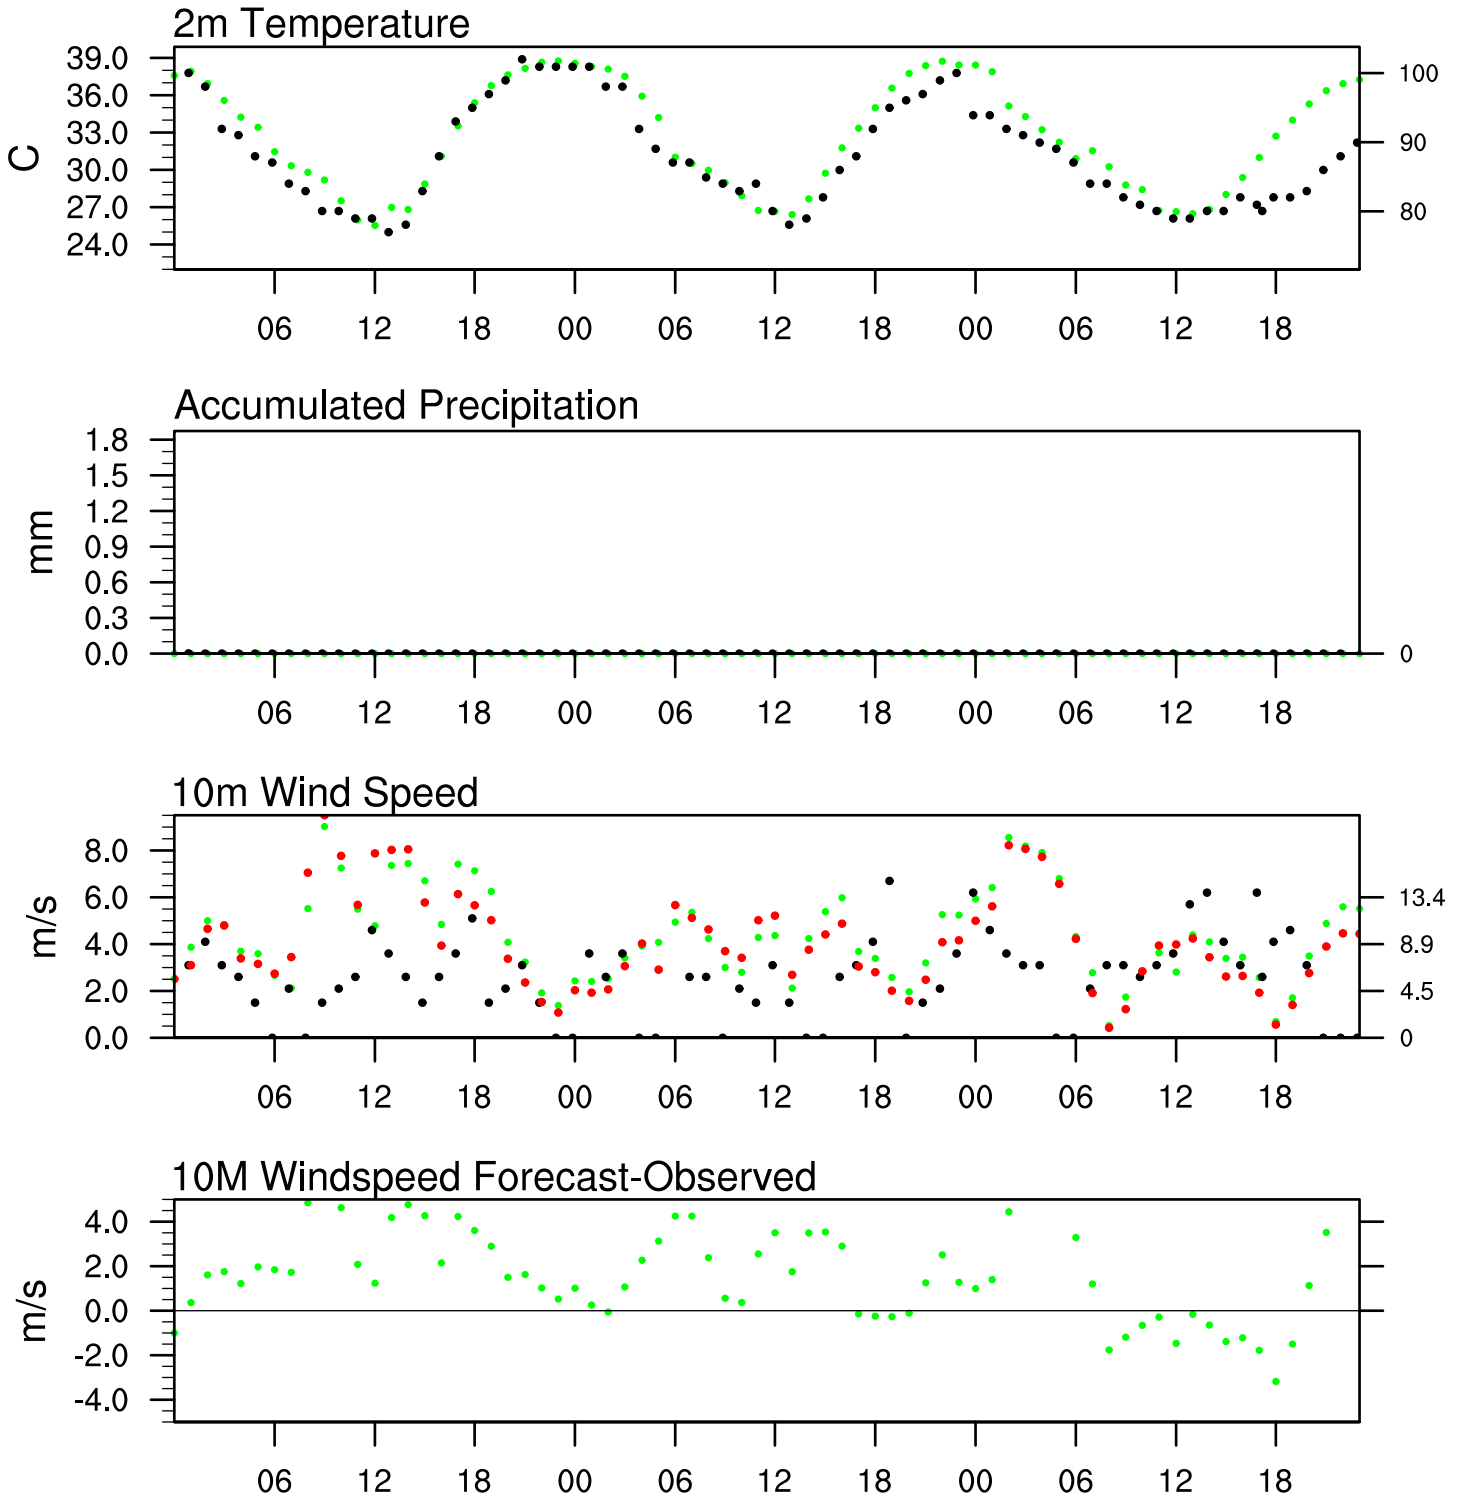 2m Temperature
39.0
36.0
33.0
30.0
27.0
24.0
C
100
90
80
06 12 18 00 06 12 18 00 06 12 18
Accumulated Precipitation
1.8
1.5
1.2
0.9
0.6
0.3
0.0
mm
0
06 12 18 00 06 12 18 00 06 12 18
10m Wind Speed
8.0
6.0
4.0
2.0
0.0
m/s
13.4
8.9
4.5
0
06 12 18 00 06 12 18 00 06 12 18
10M Windspeed Forecast-Observed
4.0
2.0
0.0
-2.0
-4.0
m/s
06 12 18 00 06 12 18 00 06 12 18